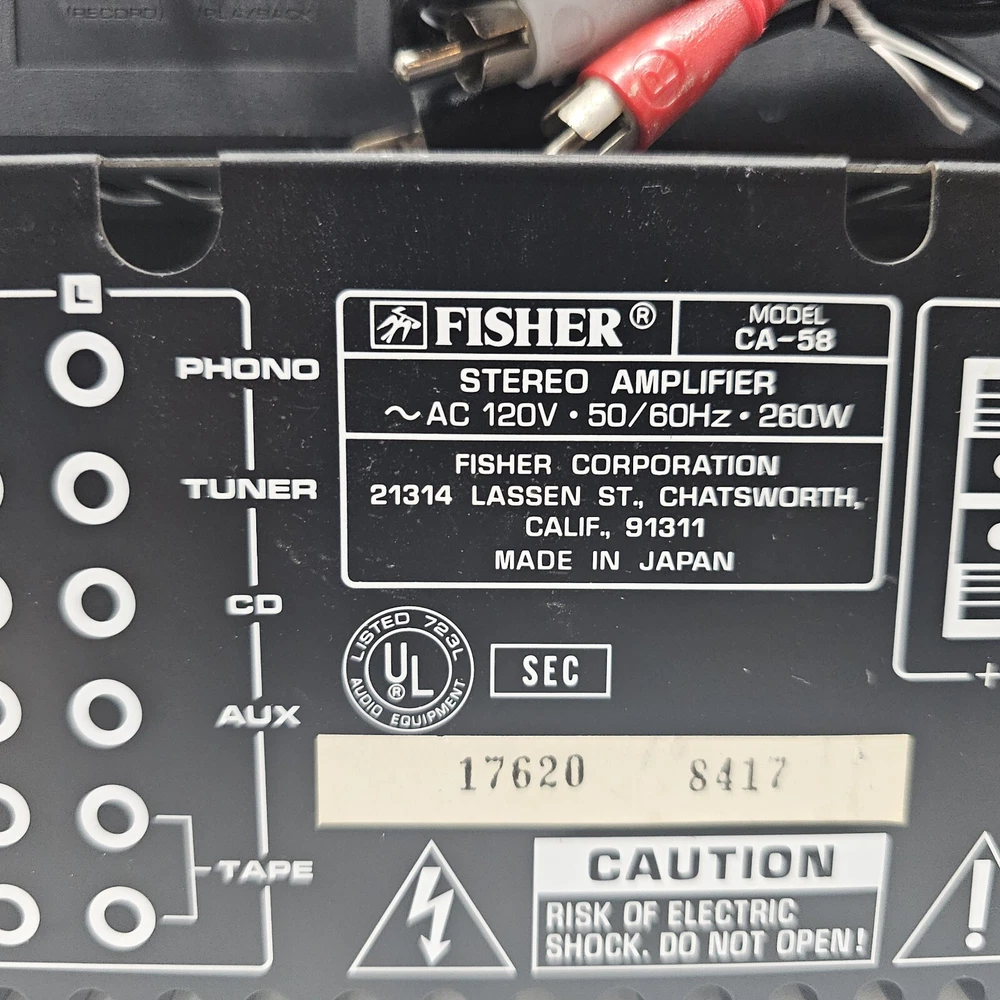 (RECORD) (PLAYBACK)
R
L
FISHER®
MODEL
CA-58
STEREO AMPLIFIER
~AC 120V • 50/60Hz • 260W
FISHER CORPORATION
21314 LASSEN ST., CHATSWORTH,
CALIF., 91311
MADE IN JAPAN
PHONO
TUNER
CD
AUX
TAPE
LISTED 723L
UL®
AUDIO EQUIPMENT
SEC
+
17620 8417
CAUTION
RISK OF ELECTRIC
SHOCK. DO NOT OPEN!
!